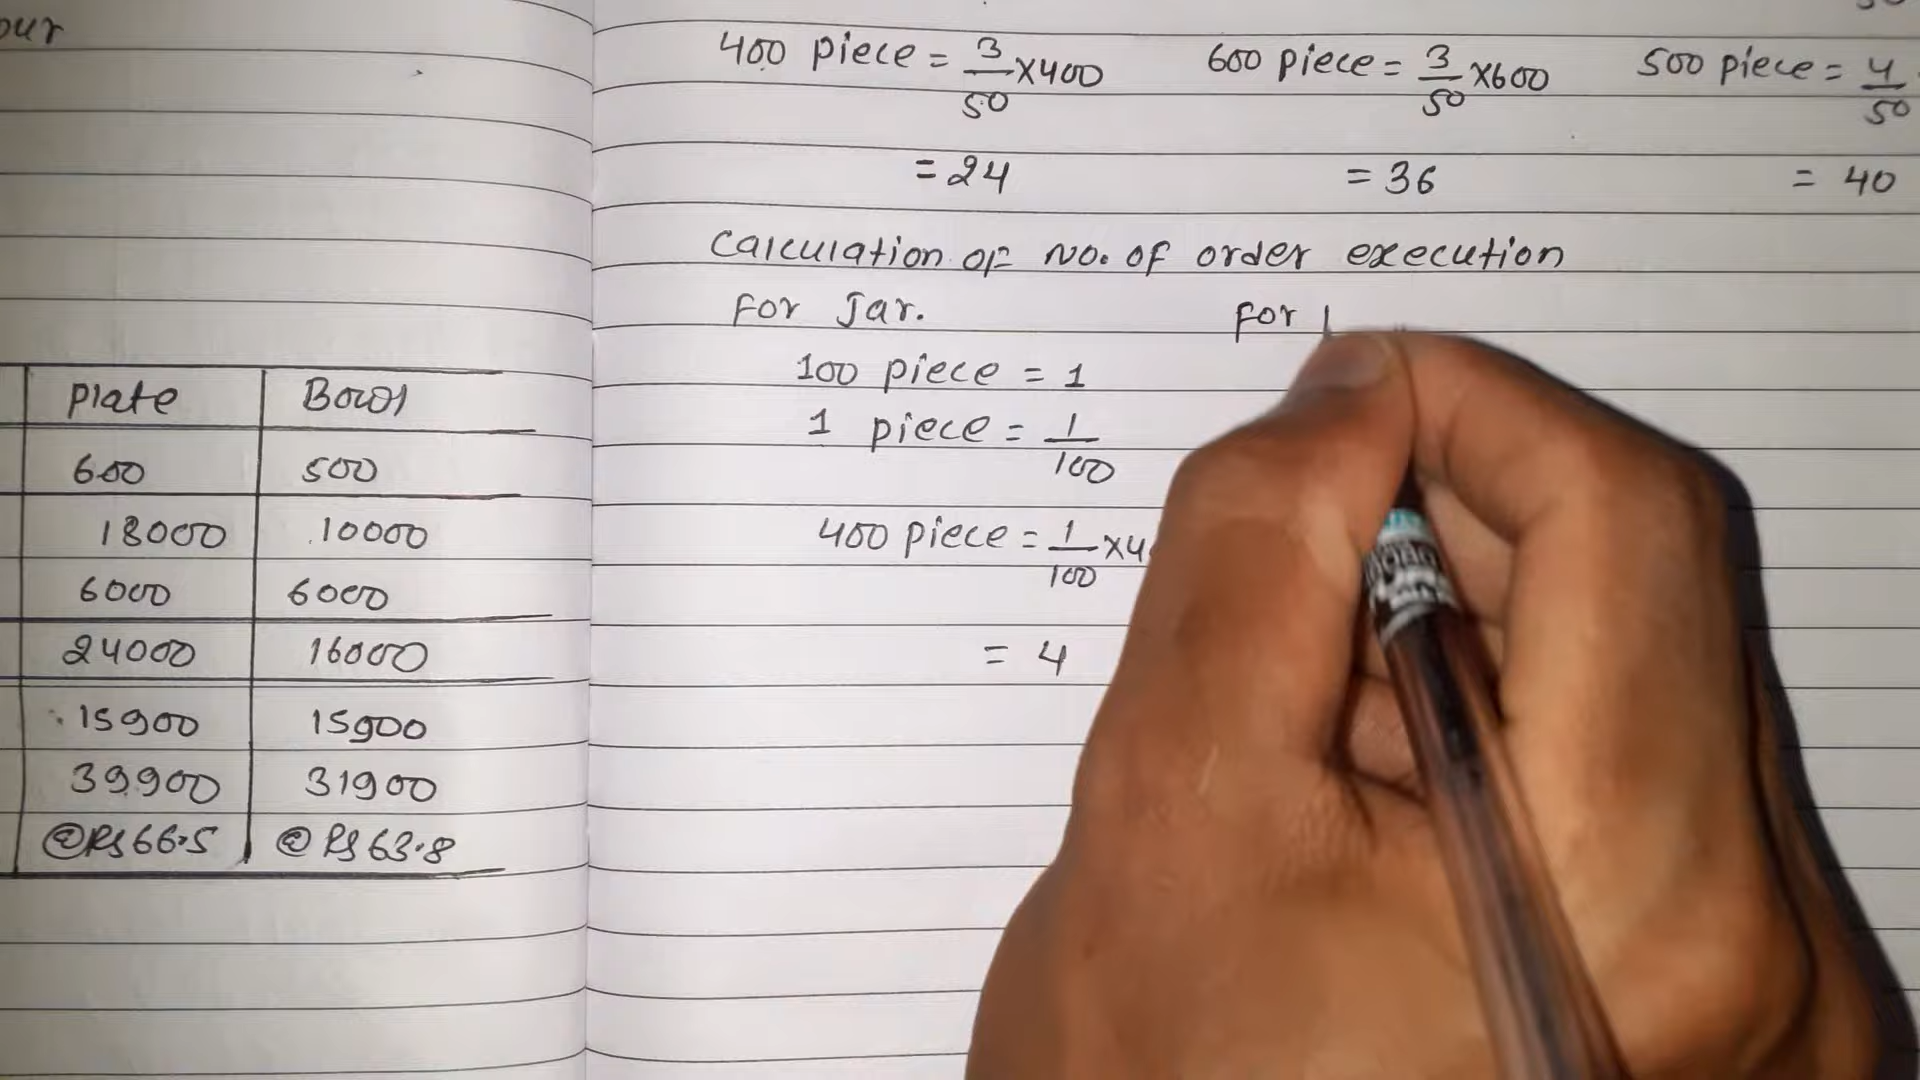 our
Plate Bowl
600 500
18000 10000
6000 6000
24000 16000
15900 15900
39900 31900
@Rs 66.5 @ Rs 63.8
400 piece = 3/50 x400 600 piece = 3/50 x600 500 piece = 4/50
= 24 = 36 = 40
Calculation of No. of order execution
For Jar. For
100 piece = 1
1 piece = 1/100
400 piece = 1/100 x4
= 4